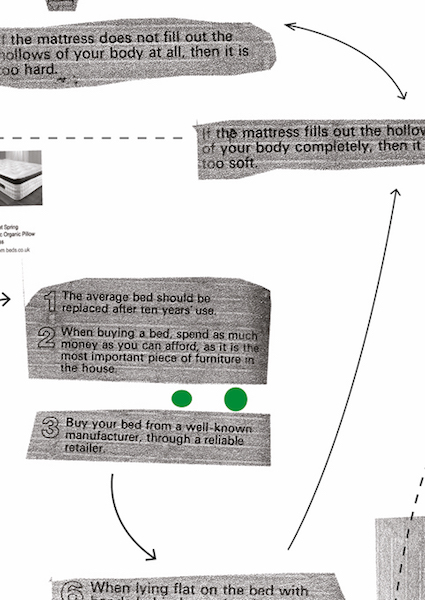 f the mattress does not fill out the
hollows of your body at all, then it is
too hard.
If the mattress fills out the hollow
of your body completely, then it
too soft.
t Spring
c Organic Pillow
m beds.co.uk
1 The average bed should be
replaced after ten years' use.
2 When buying a bed, spend as much
money as you can afford, as it is the
most important piece of furniture in
the house.
3 Buy your bed from a well-known
manufacturer, through a reliable
retailer.
6 When lying flat on the bed with